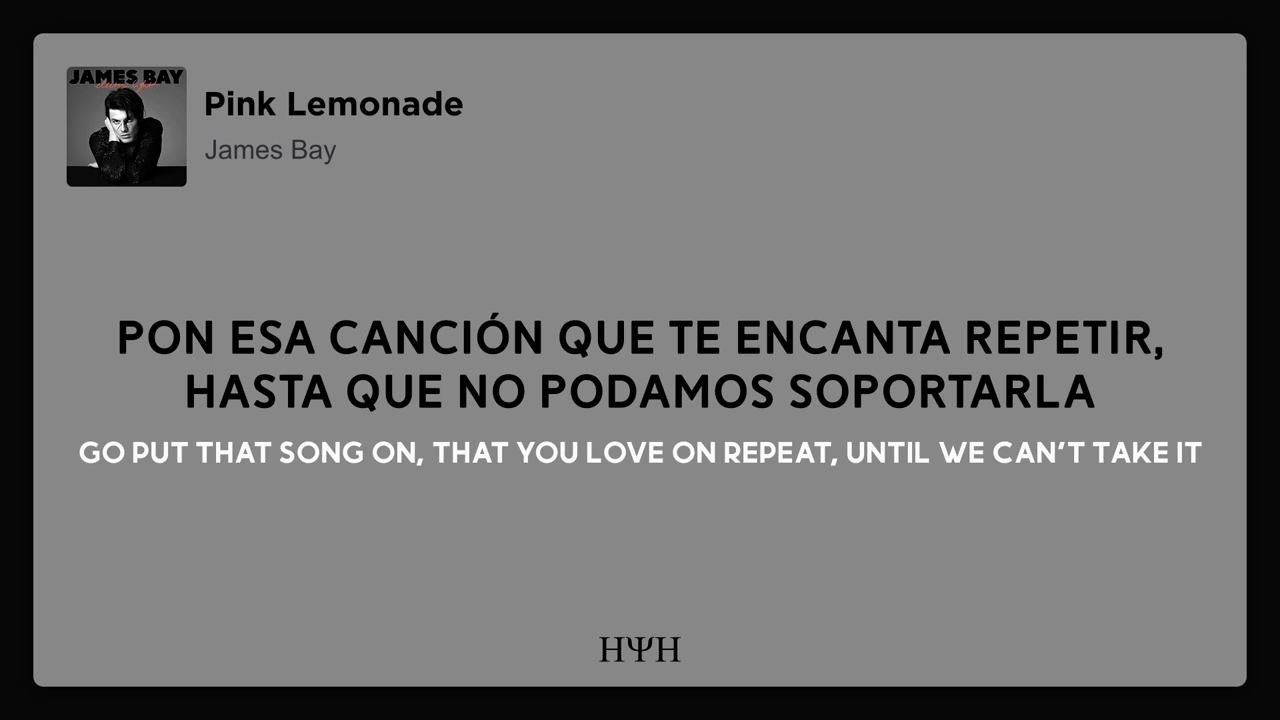 JAMES BAY
Pink Lemonade
James Bay
PON ESA CANCIÓN QUE TE ENCANTA REPETIR,
HASTA QUE NO PODAMOS SOPORTARLA
GO PUT THAT SONG ON, THAT YOU LOVE ON REPEAT, UNTIL WE CAN'T TAKE IT
HΨH